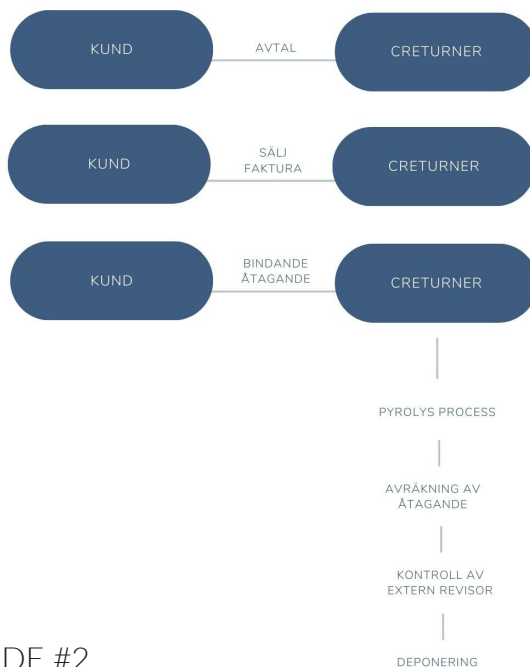 KUND
AVTAL
CRETURNER
KUND
SÄLJ
FAKTURA
CRETURNER
KUND
BINDANDE
ÅTAGANDE
CRETURNER
PYROLYS PROCESS
AVRÄKNING AV
ÅTAGANDE
KONTROLL AV
EXTERN REVISOR
DEPONERING
#2